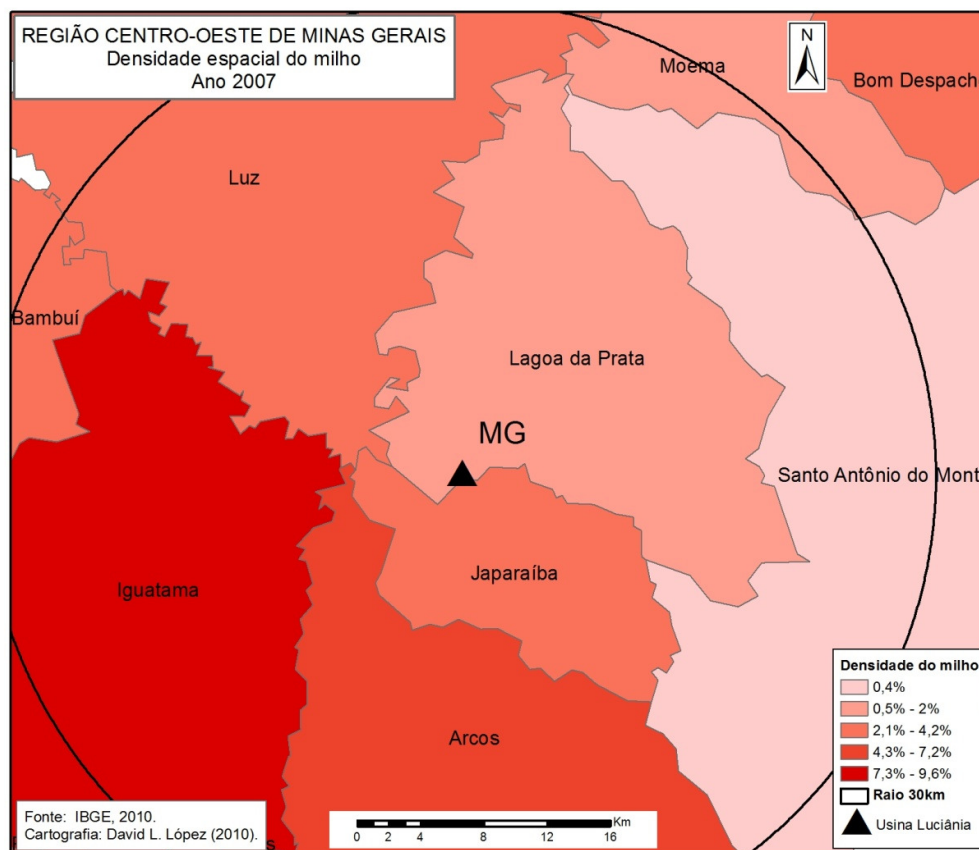 REGIÃO CENTRO-OESTE DE MINAS GERAIS
Densidade espacial do milho
Ano 2007
N
Moema
Bom Despach
Luz
Bambuí
Lagoa da Prata
MG
Santo Antônio do Mont
Japaraíba
Iguatama
Arcos
Densidade do milho
0,4%
0,5% - 2%
2,1% - 4,2%
4,3% - 7,2%
7,3% - 9,6%
Raio 30km
Usina Luciânia
Fonte: IBGE, 2010.
Cartografia: David L. López (2010).
Km
0 2 4 8 12 16